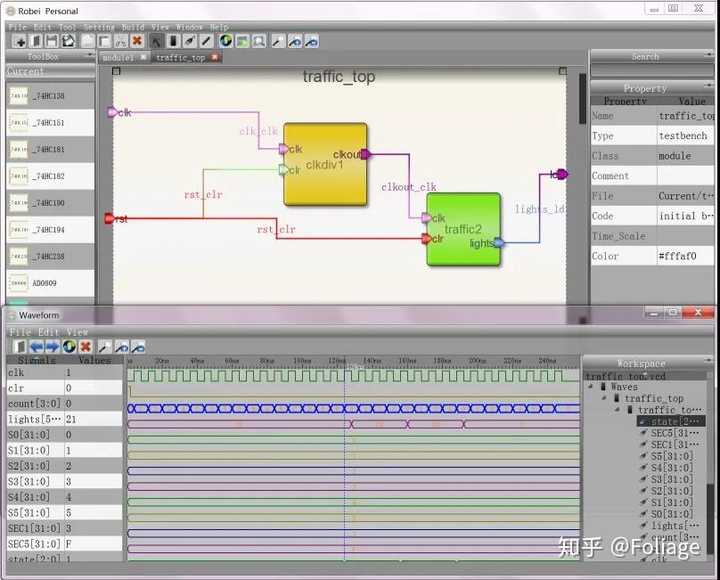 Robei Personal
File Edit Tool Setting Build View Window Help
ToolBox
module1
traffic_top
Search
Current
_74HC138
_74HC151
_74HC181
_74HC182
_74HC190
_74HC194
_74HC238
AD0809
traffic_top
clk
clk_clk
clk
clkout
clkdiv1
clr
rst_clr
clkout_clk
rst
rst_clr
clk
traffic2
clr
lights
lights_ld
ld
Property
Property Value
Name traffic_top
Type testbench
Class module
Comment
File Current/t…
Code initial b…
Time_Scale
Color #fffaf0
Waveform
File Edit View
Signals Values
20ns 40ns 60ns 80ns 100ns 120ns 140ns 160ns 180ns 200ns 220ns 240ns
clk 1
clr 0
count[3:0] 0
lights[5… 21
S0[31:0] 0
S1[31:0] 1
S2[31:0] 2
S3[31:0] 3
S4[31:0] 4
S5[31:0] 5
SEC1[31:0] 3
SEC5[31:0] F
state[2:0] 1
Workspace
traffic_top.vcd
Waves
traffic_top
traffic_to…
state[2…
SEC5[31…
SEC1[31…
S5[31:0]
S4[31:0]
S3[31:0]
S2[31:0]
S1[31:0]
S0[31:0]
lights[…
count[3…
clk
知乎 @Foliage